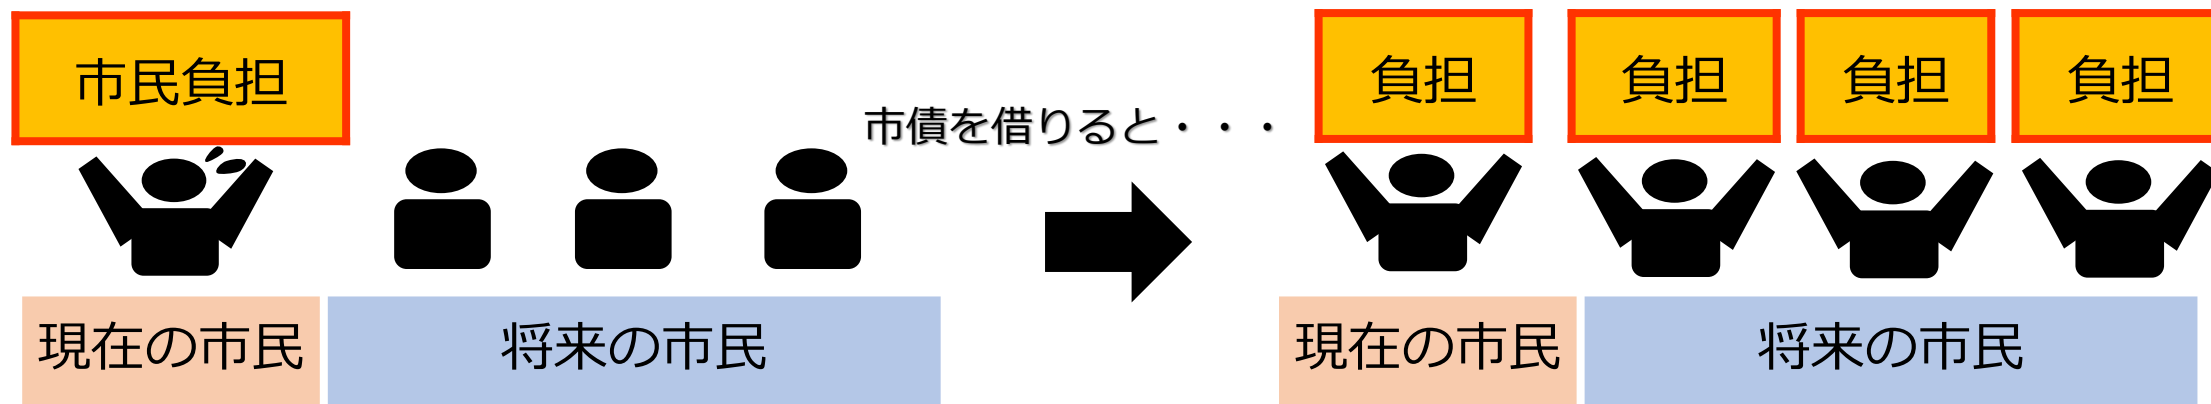 市民負担
市債を借りると・・・
負担
負担
負担
負担
現在の市民
将来の市民
現在の市民
将来の市民